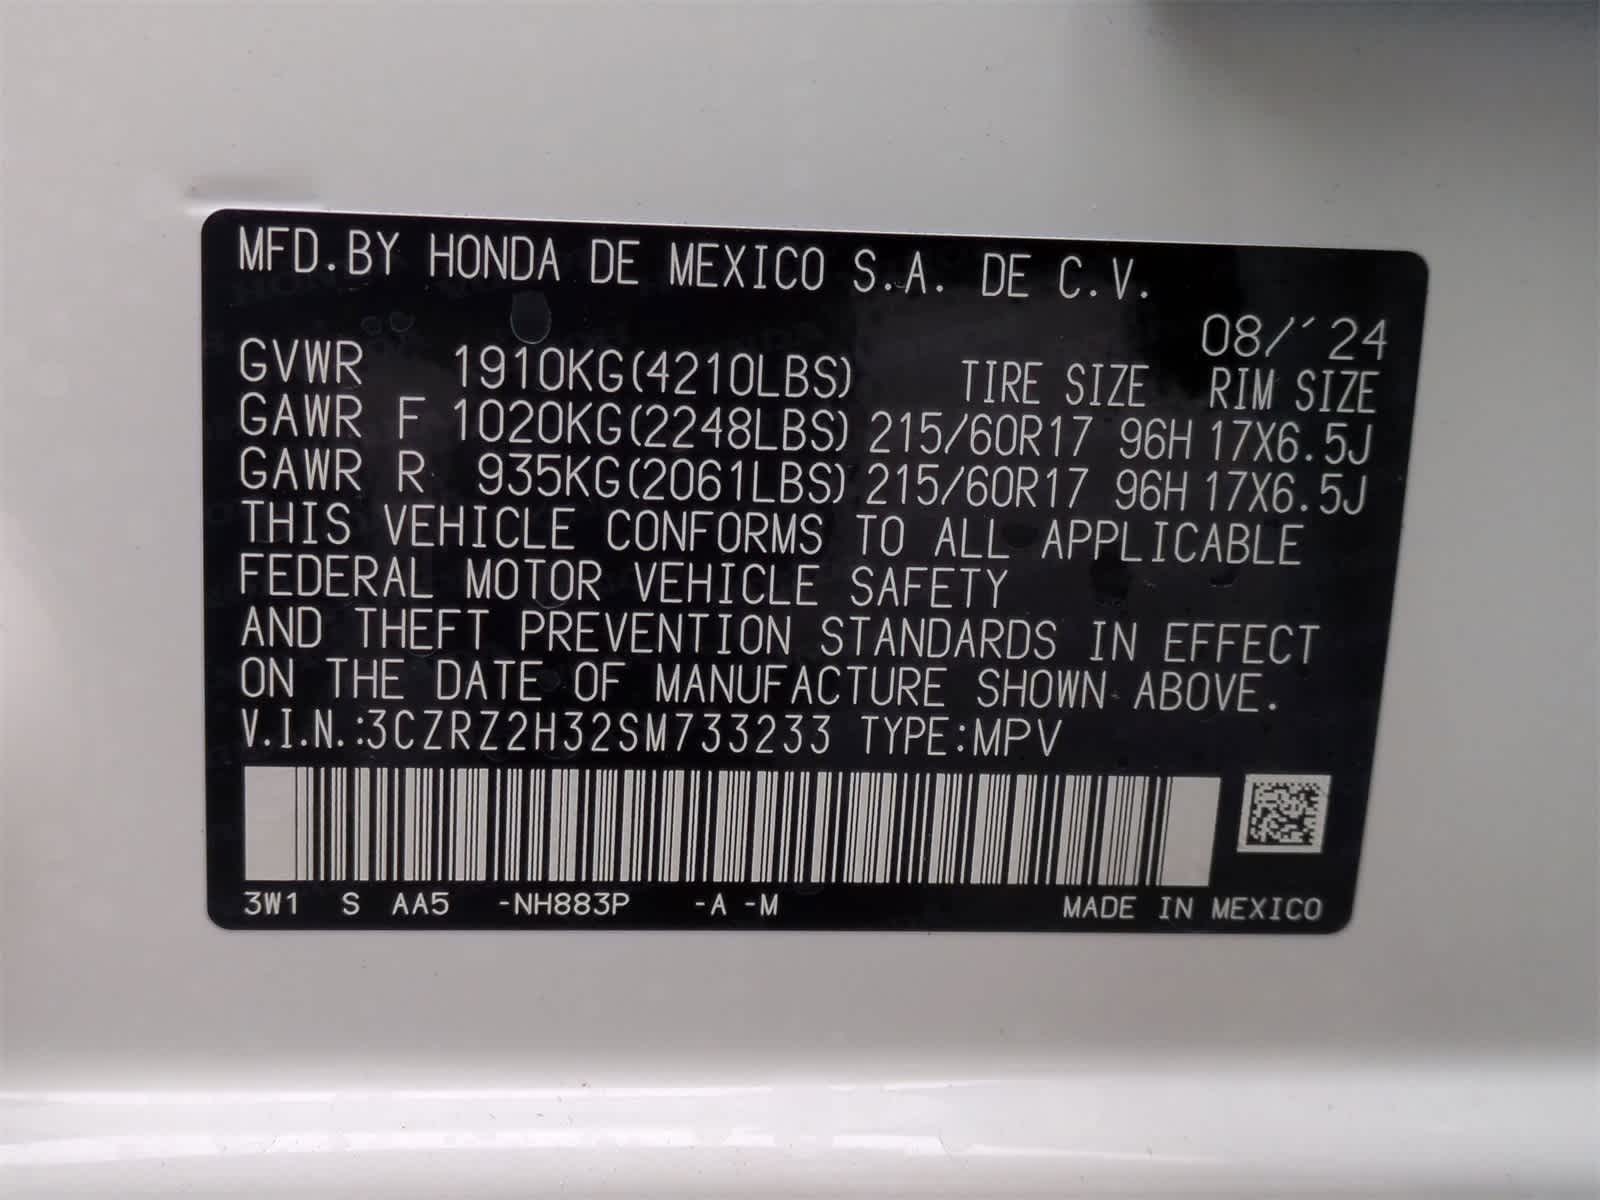 MFD.BY HONDA DE MEXICO S.A. DE C.V.
08/'24
GVWR 1910KG(4210LBS) TIRE SIZE RIM SIZE
GAWR F 1020KG(2248LBS) 215/60R17 96H 17X6.5J
GAWR R 935KG(2061LBS) 215/60R17 96H 17X6.5J
THIS VEHICLE CONFORMS TO ALL APPLICABLE
FEDERAL MOTOR VEHICLE SAFETY
AND THEFT PREVENTION STANDARDS IN EFFECT
ON THE DATE OF MANUFACTURE SHOWN ABOVE.
V.I.N.:3CZRZ2H32SM733233 TYPE:MPV
3W1 S AA5 -NH883P -A -M MADE IN MEXICO